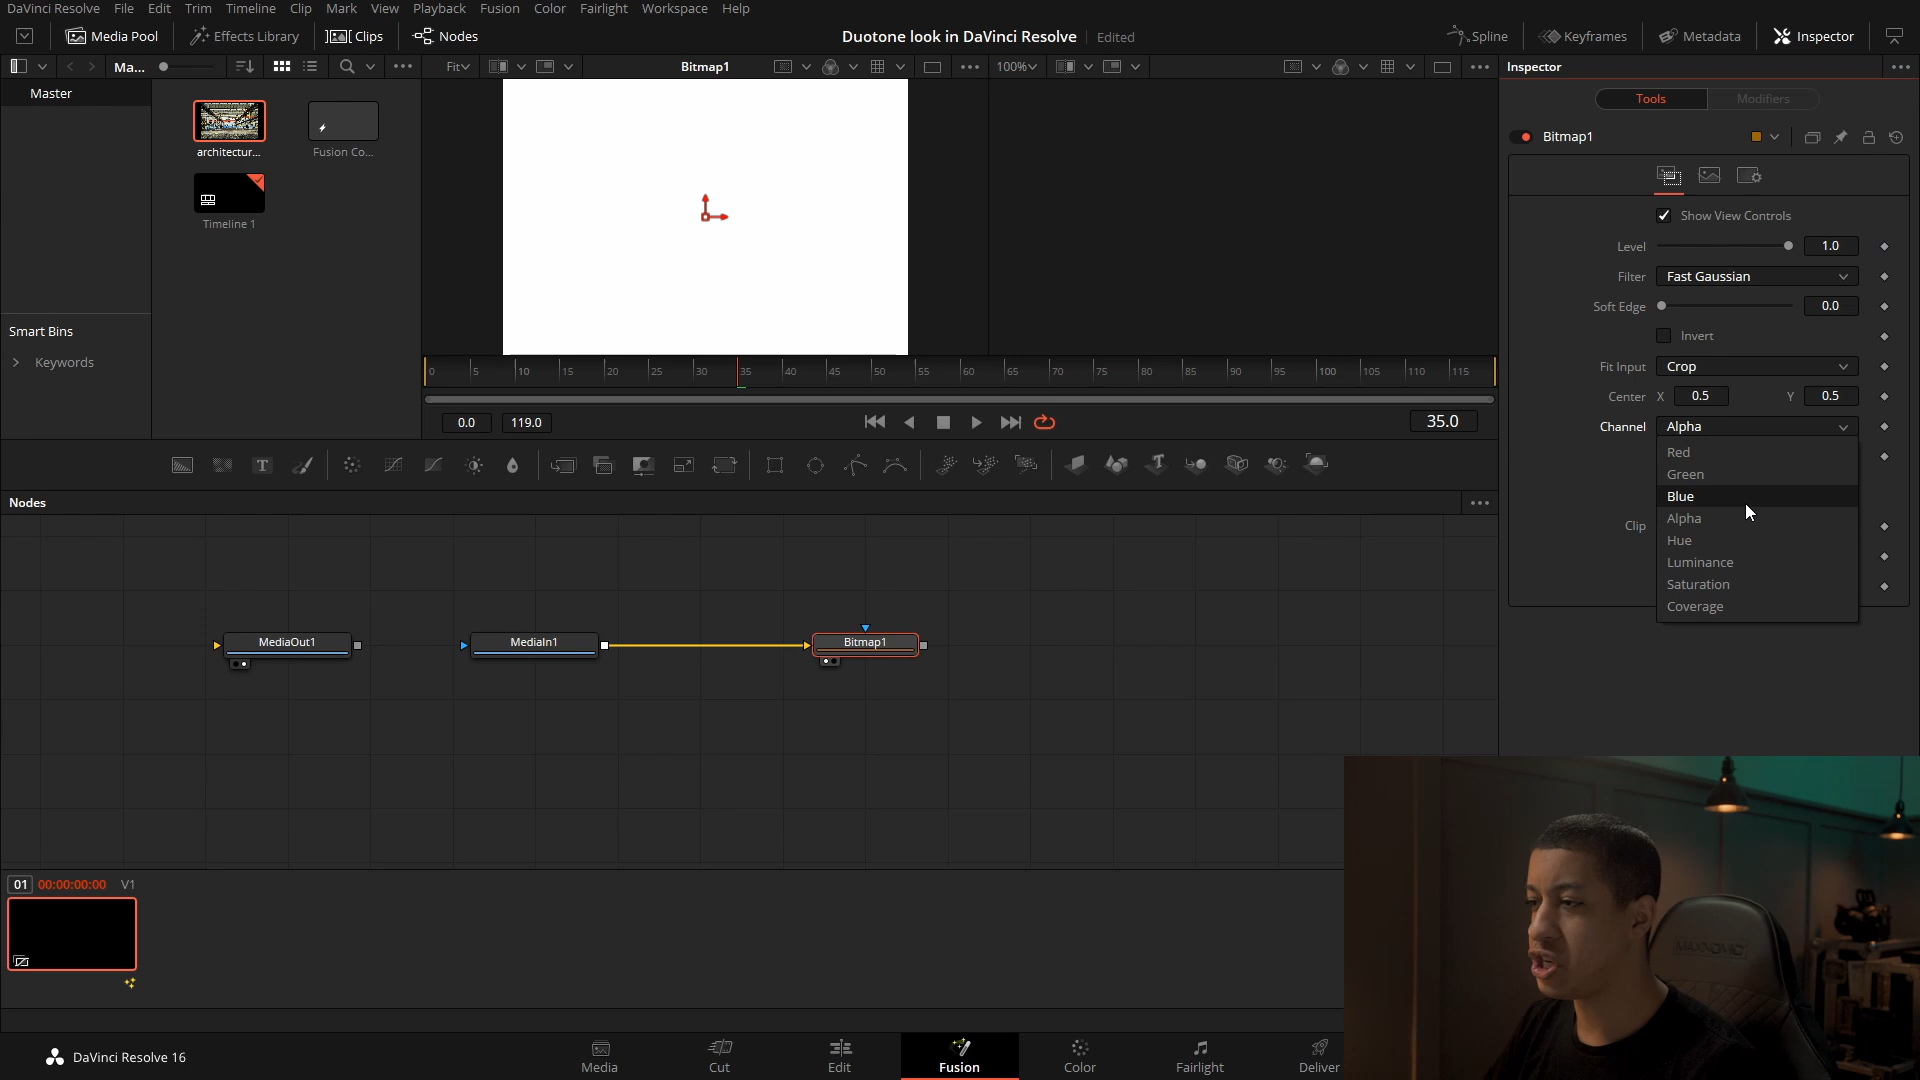 DaVinci Resolve File Edit Trim Timeline Clip Mark View Playback Fusion Color Fairlight Workspace Help
Media Pool Effects Library Clips Nodes Duotone look in DaVinci Resolve Edited Spline Keyframes Metadata Inspector
Ma... Fit Bitmap1 100% Inspector
Master
architectur...
Fusion Co...
Timeline 1
Smart Bins
Keywords
0 5 10 15 20 25 30 35 40 45 50 55 60 65 70 75 80 85 90 95 100 105 110 115
0.0 119.0 35.0
Tools Modifiers
Bitmap1
Show View Controls
Level 1.0
Filter Fast Gaussian
Soft Edge 0.0
Invert
Fit Input Crop
Center X 0.5 Y 0.5
Channel Alpha
Red
Green
Blue
Alpha
Clip
Hue
Luminance
Saturation
Coverage
Nodes
MediaOut1 MediaIn1 Bitmap1
01 00:00:00:00 V1
MAXNOMIC
DaVinci Resolve 16
Media Cut Edit Fusion Color Fairlight Deliver